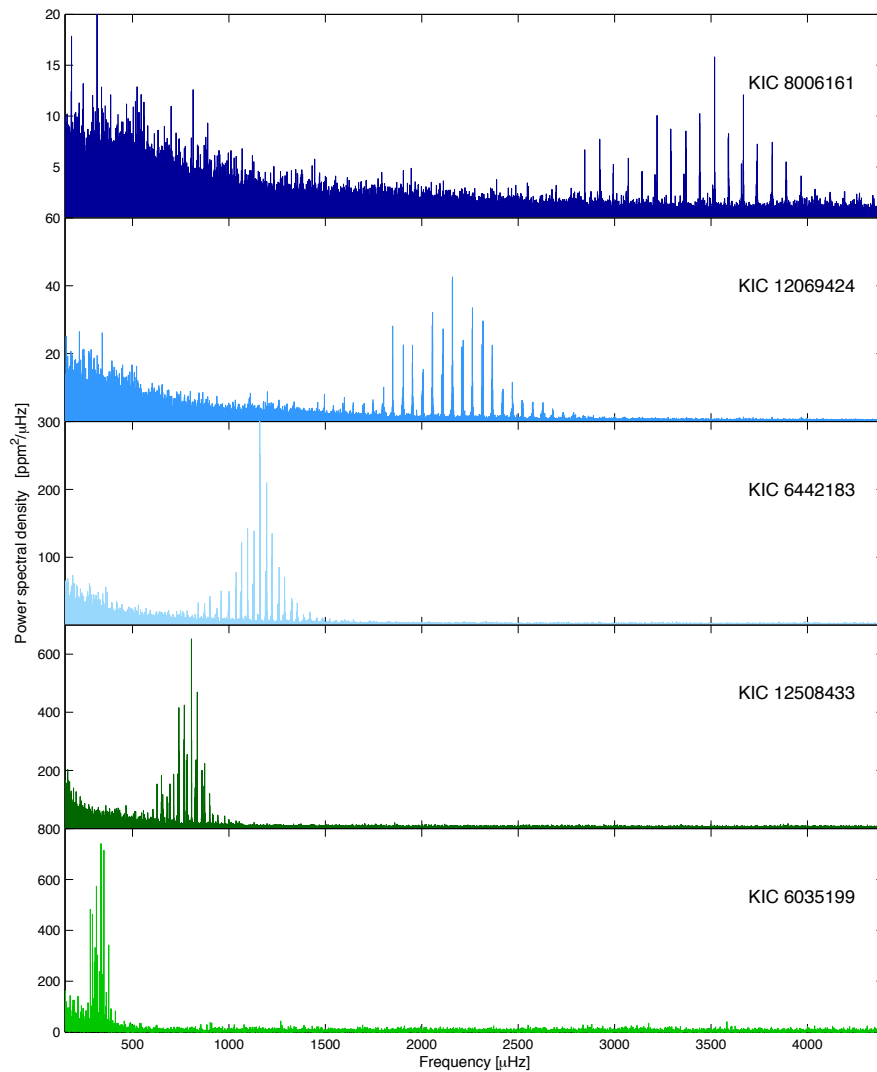 20
15
10
5
KIC 8006161
60
40
20
KIC 12069424
300
200
100
KIC 6442183
Power spectral density [ppm²/μHz]
600
400
200
KIC 12508433
800
600
400
200
0
KIC 6035199
500 1000 1500 2000 2500 3000 3500 4000
Frequency [μHz]